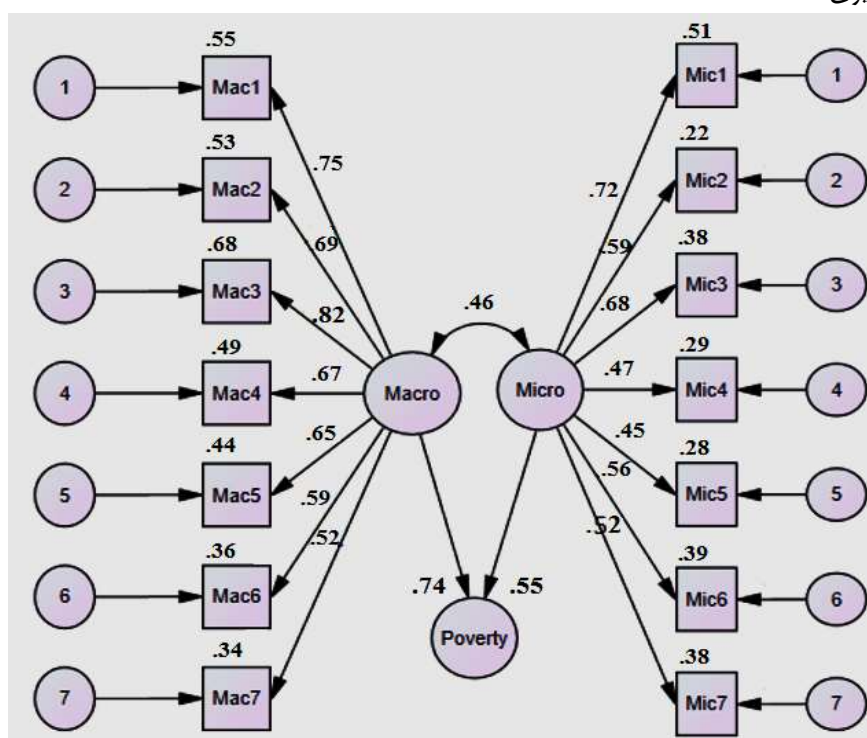 .55 .51
1 Mac1 Mic1 1
.53 .22
.75 .72
2 Mac2 Mic2 2
.68 .69 .59 .38
3 Mac3 .82 .46 .68 Mic3 3
.49 .29
4 Mac4 .67 Macro Micro .47 Mic4 4
.44 .65 .45 .28
5 Mac5 .59 .56 Mic5 5
.36 .52 .52 .39
6 Mac6 .74 .55 Mic6 6
Poverty
.34 .38
7 Mac7 Mic7 7